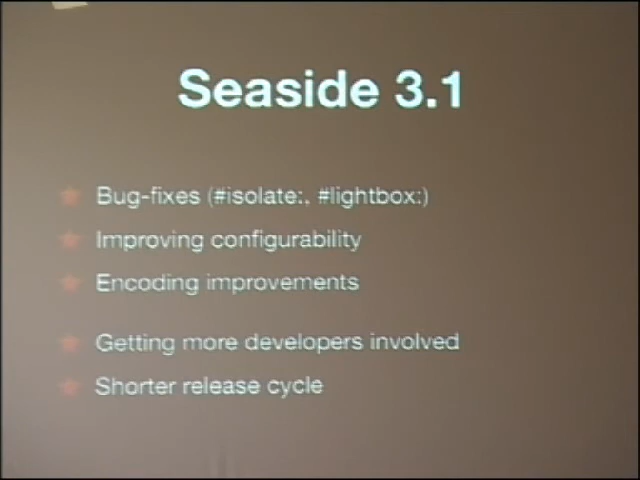 Seaside 3.1
Bug-fixes (#isolate:, #lightbox:)
Improving configurability
Encoding improvements
Getting more developers involved
Shorter release cycle